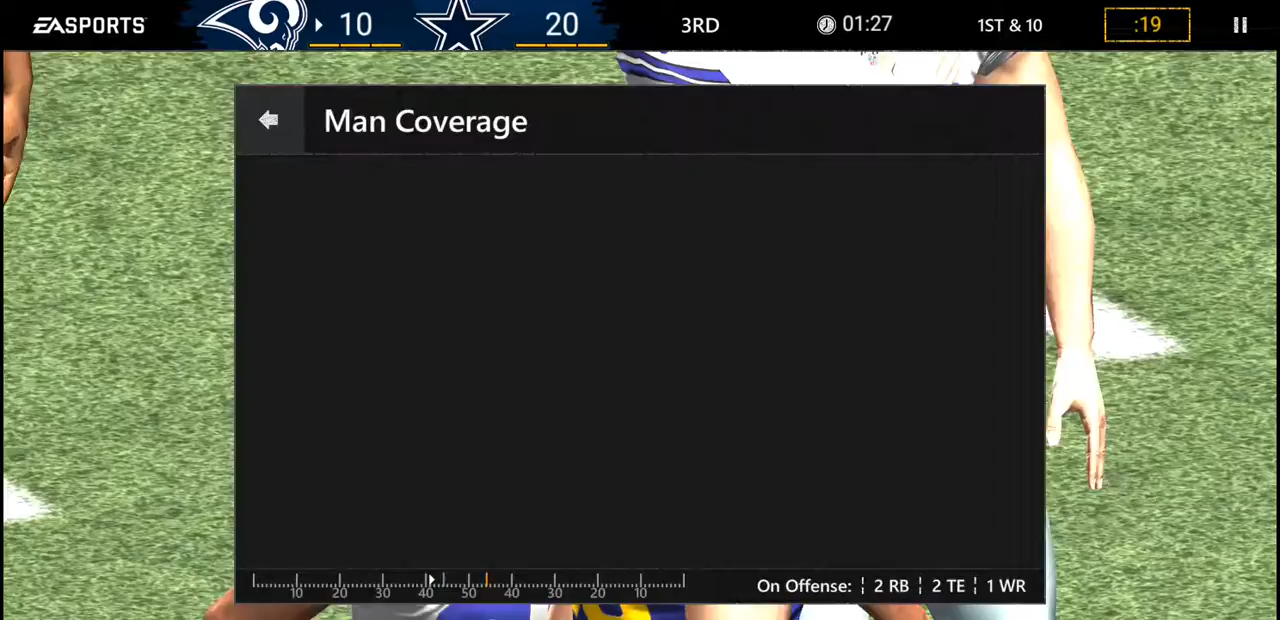 EA SPORTS 10 20 3RD 01:27 1ST & 10 :19
Man Coverage
10 20 30 40 50 40 30 20 10
On Offense: ¦ 2 RB ¦ 2 TE ¦ 1 WR